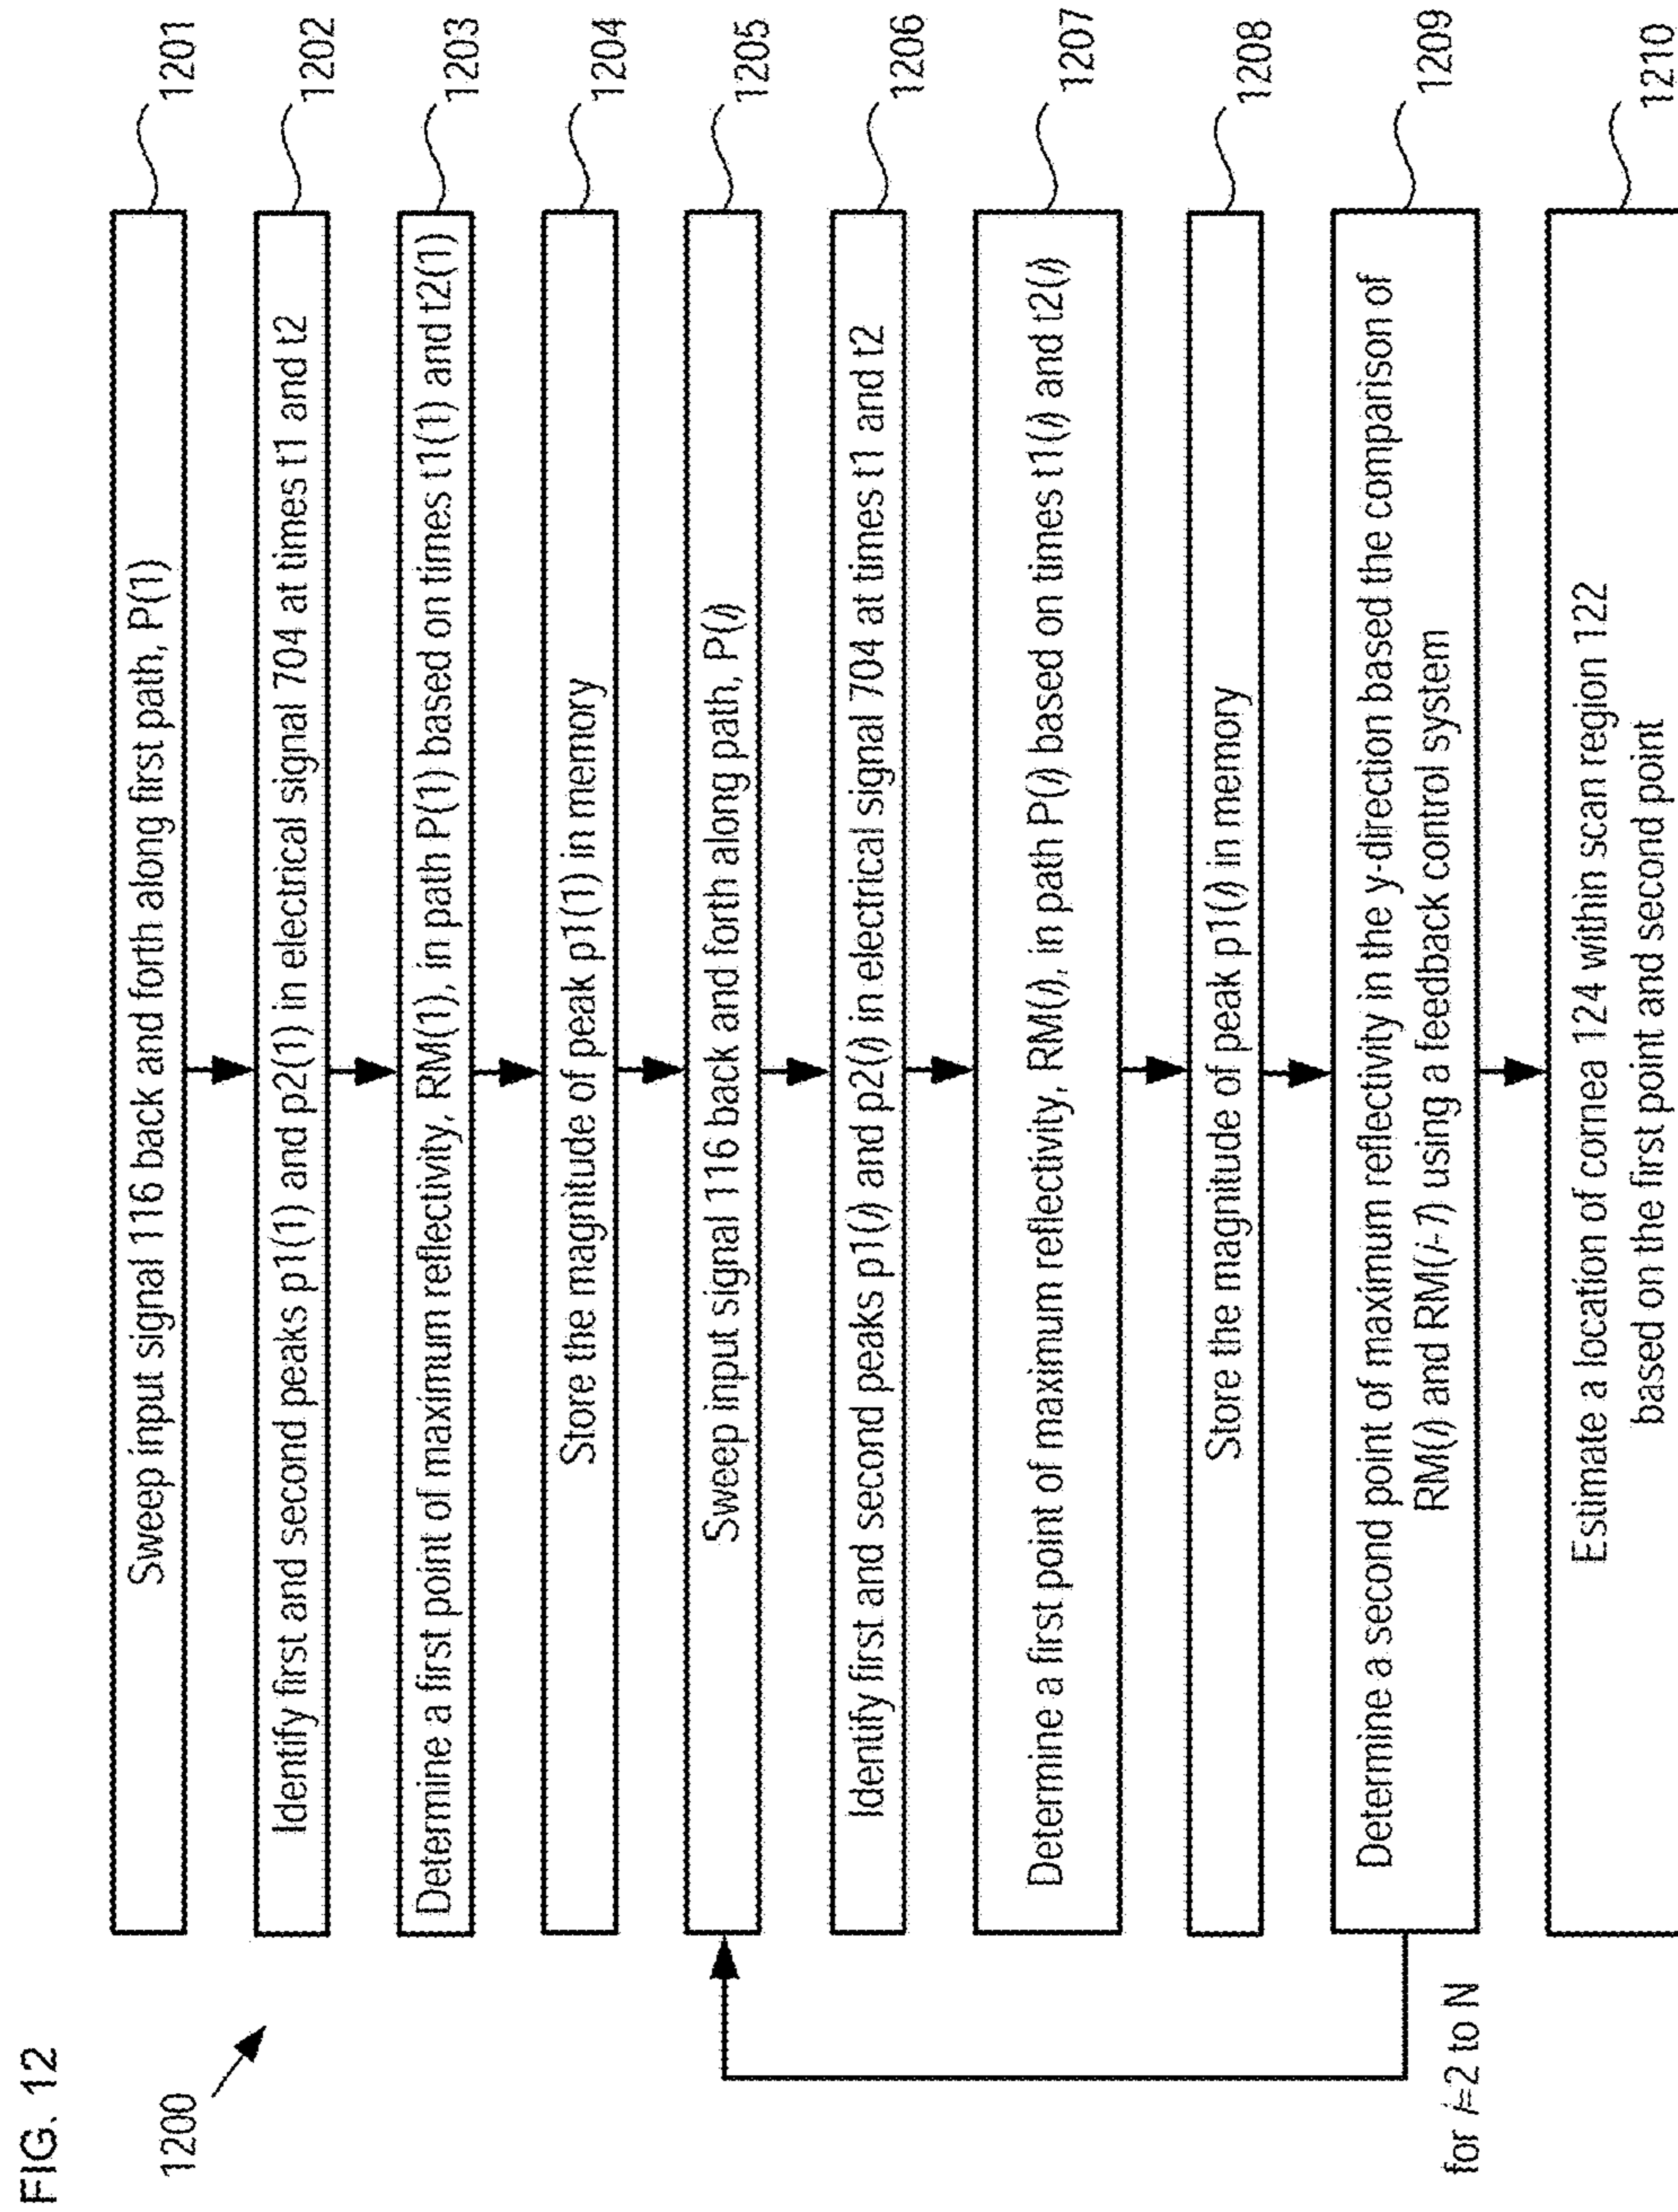 FIG. 12
1200
Sweep input signal 116 back and forth along first path, P(1)
1201
Identify first and second peaks p1(1) and p2(1) in electrical signal 704 at times t1 and t2
1202
Determine a first point of maximum reflectivity, RM(1), in path P(1) based on times t1(1) and t2(1)
1203
Store the magnitude of peak p1(1) in memory
1204
Sweep input signal 116 back and forth along path, P(i)
1205
Identify first and second peaks p1(i) and p2(i) in electrical signal 704 at times t1 and t2
1206
Determine a first point of maximum reflectivity, RM(i), in path P(i) based on times t1(i) and t2(i)
1207
Store the magnitude of peak p1(i) in memory
1208
Determine a second point of maximum reflectivity in the y-direction based the comparison of
RM(i) and RM(i-1) using a feedback control system
1209
for i=2 to N
Estimate a location of cornea 124 within scan region 122
based on the first point and second point
1210